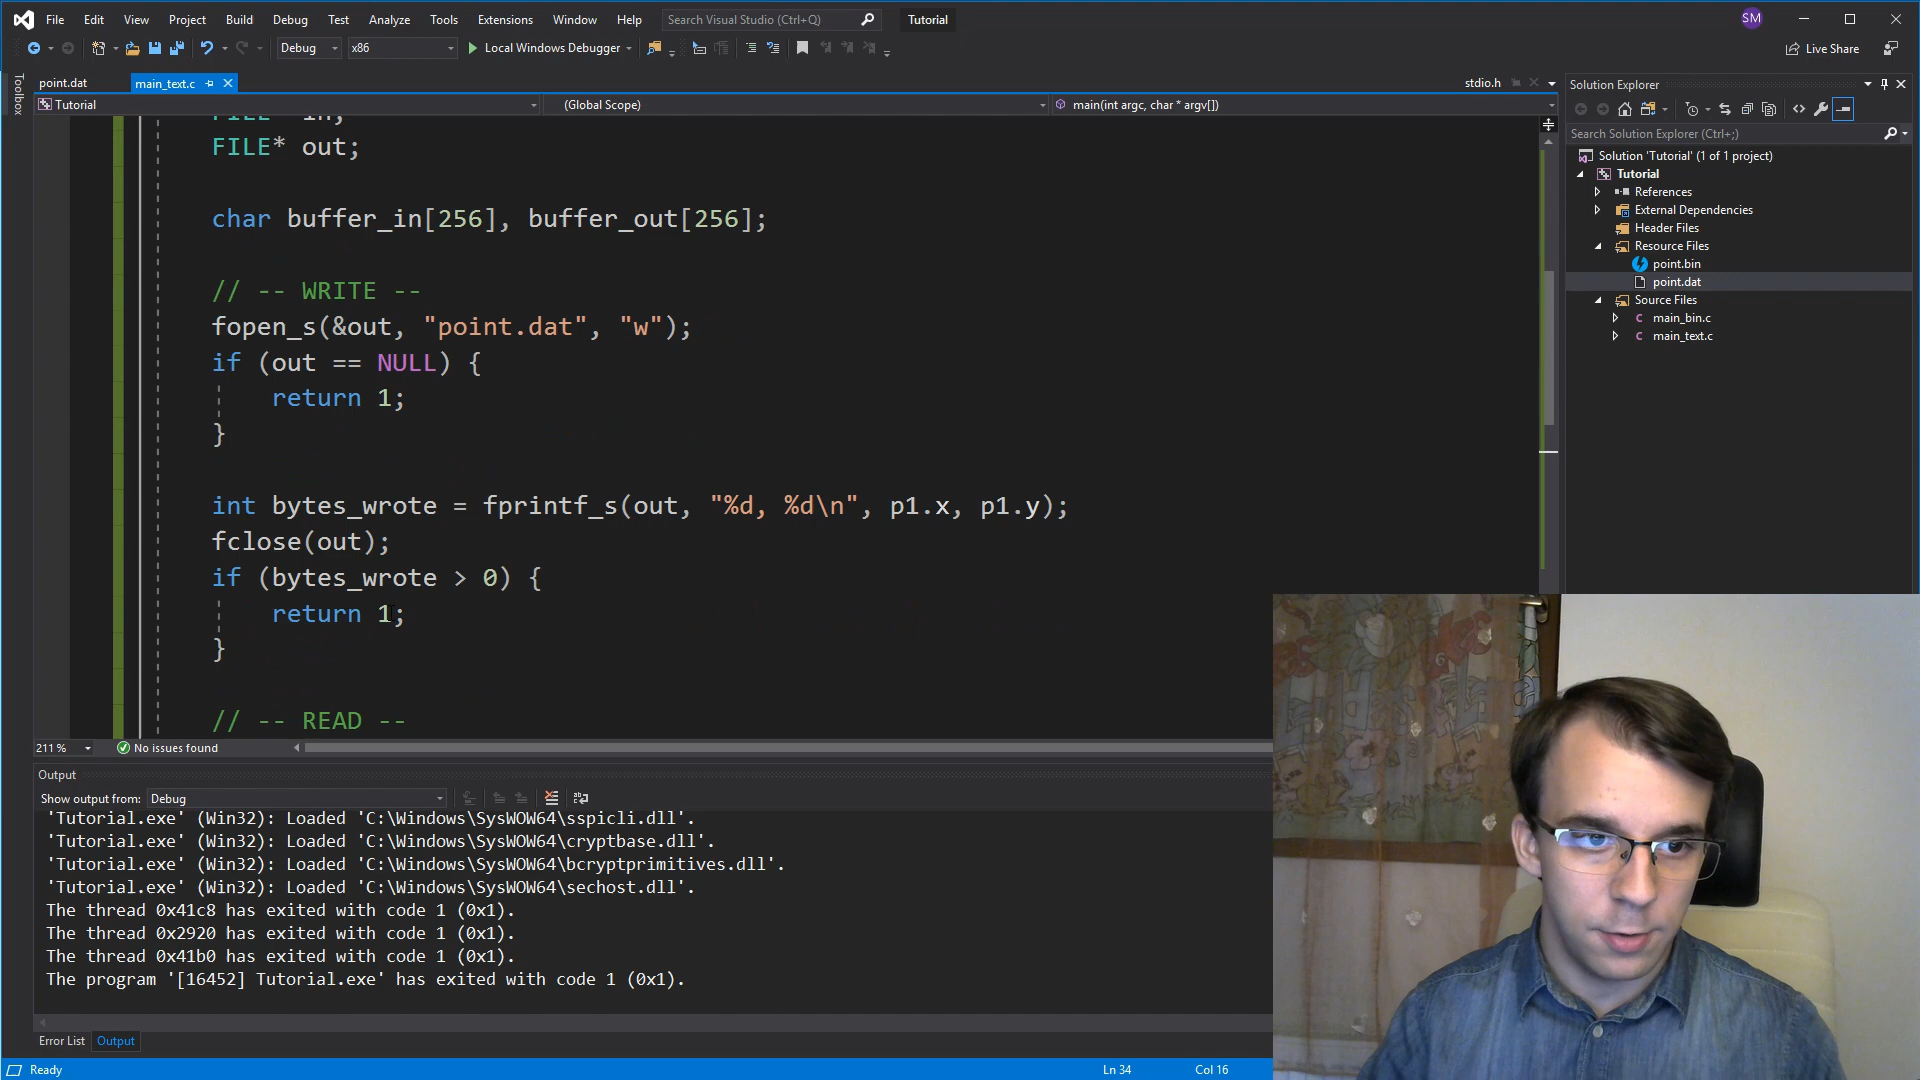 File Edit View Project Build Debug Test Analyze Tools Extensions Window Help Search Visual Studio (Ctrl+Q) Tutorial SM
Debug x86 Local Windows Debugger Live Share
Toolbox
point.dat main_text.c stdio.h
Tutorial (Global Scope) main(int argc, char * argv[])
FILE* out;
char buffer_in[256], buffer_out[256];
// -- WRITE --
fopen_s(&out, "point.dat", "w");
if (out == NULL) {
return 1;
}
int bytes_wrote = fprintf_s(out, "%d, %d\n", p1.x, p1.y);
fclose(out);
if (bytes_wrote > 0) {
return 1;
}
// -- READ --
211 % No issues found
Solution Explorer
Search Solution Explorer (Ctrl+;)
Solution 'Tutorial' (1 of 1 project)
Tutorial
References
External Dependencies
Header Files
Resource Files
point.bin
point.dat
Source Files
main_bin.c
main_text.c
Output
Show output from: Debug
'Tutorial.exe' (Win32): Loaded 'C:\Windows\SysWOW64\sspicli.dll'.
'Tutorial.exe' (Win32): Loaded 'C:\Windows\SysWOW64\cryptbase.dll'.
'Tutorial.exe' (Win32): Loaded 'C:\Windows\SysWOW64\bcryptprimitives.dll'.
'Tutorial.exe' (Win32): Loaded 'C:\Windows\SysWOW64\sechost.dll'.
The thread 0x41c8 has exited with code 1 (0x1).
The thread 0x2920 has exited with code 1 (0x1).
The thread 0x41b0 has exited with code 1 (0x1).
The program '[16452] Tutorial.exe' has exited with code 1 (0x1).
Error List Output
Ready Ln 34 Col 16